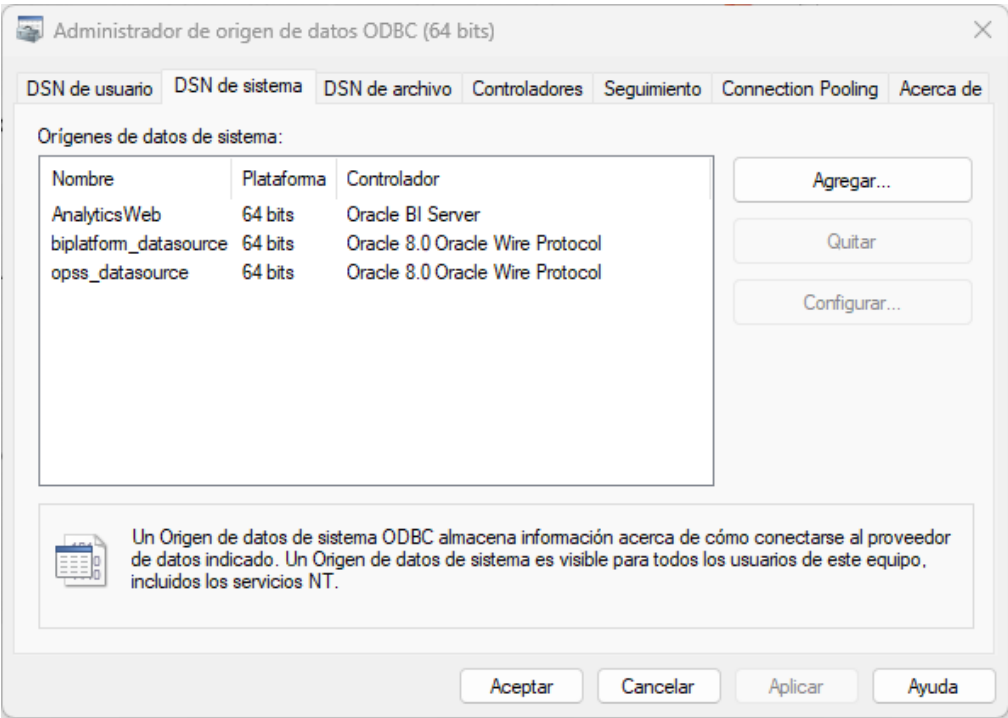 Administrador de origen de datos ODBC (64 bits)
DSN de usuario DSN de sistema DSN de archivo Controladores Seguimiento Connection Pooling Acerca de
Orígenes de datos de sistema:
Nombre Plataforma Controlador
AnalyticsWeb 64 bits Oracle BI Server
biplatform_datasource 64 bits Oracle 8.0 Oracle Wire Protocol
opss_datasource 64 bits Oracle 8.0 Oracle Wire Protocol
Agregar...
Quitar
Configurar...
Un Origen de datos de sistema ODBC almacena información acerca de cómo conectarse al proveedor
de datos indicado. Un Origen de datos de sistema es visible para todos los usuarios de este equipo,
incluidos los servicios NT.
Aceptar Cancelar Aplicar Ayuda